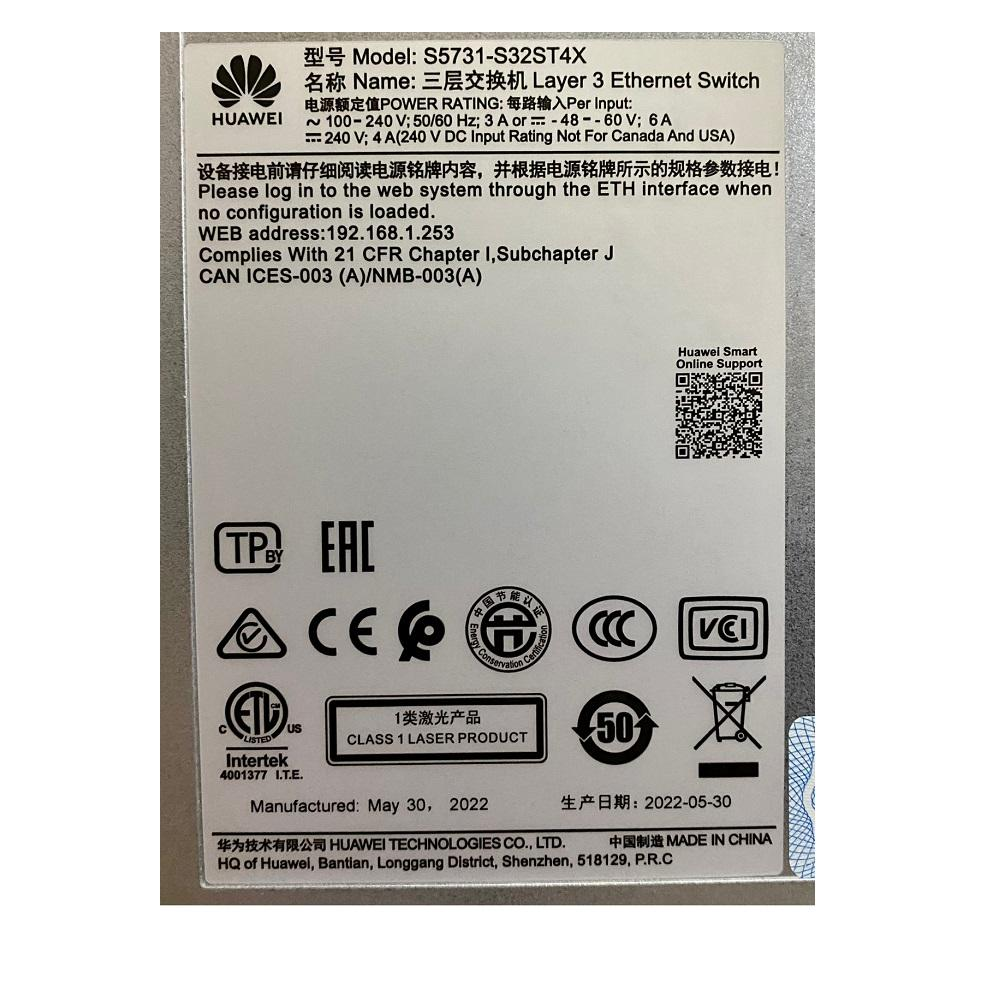 HUAWEI
型号 Model: S5731-S32ST4X
名称 Name: 三层交换机 Layer 3 Ethernet Switch
电源额定值POWER RATING: 每路输入Per Input:
~ 100-240 V; 50/60 Hz; 3 A or ⎓ -48 - -60 V; 6 A
⎓ 240 V; 4 A(240 V DC Input Rating Not For Canada And USA)
设备接电前请仔细阅读电源铭牌内容，并根据电源铭牌所示的规格参数接电！
Please log in to the web system through the ETH interface when
no configuration is loaded.
WEB address:192.168.1.253
Complies With 21 CFR Chapter I,Subchapter J
CAN ICES-003 (A)/NMB-003(A)
Huawei Smart
Online Support
TP BY
EAC
CE
中国节能认证
Energy Conservation Certification
CCC
VCCI
ETL CM
C LISTED US
Intertek
4001377 I.T.E.
1类激光产品
CLASS 1 LASER PRODUCT
50
Manufactured: May 30, 2022
生产日期: 2022-05-30
华为技术有限公司 HUAWEI TECHNOLOGIES CO., LTD.
中国制造 MADE IN CHINA
HQ of Huawei, Bantian, Longgang District, Shenzhen, 518129, P.R.C